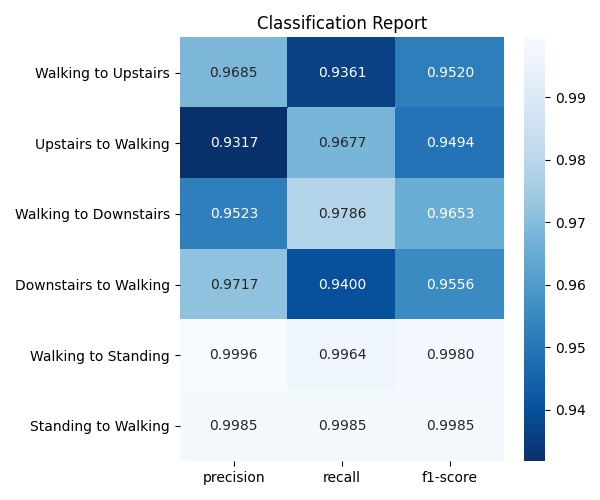 Classification Report
Walking to Upstairs 0.9685 0.9361 0.9520
Upstairs to Walking 0.9317 0.9677 0.9494
Walking to Downstairs 0.9523 0.9786 0.9653
Downstairs to Walking 0.9717 0.9400 0.9556
Walking to Standing 0.9996 0.9964 0.9980
Standing to Walking 0.9985 0.9985 0.9985
precision recall f1-score
0.99
0.98
0.97
0.96
0.95
0.94